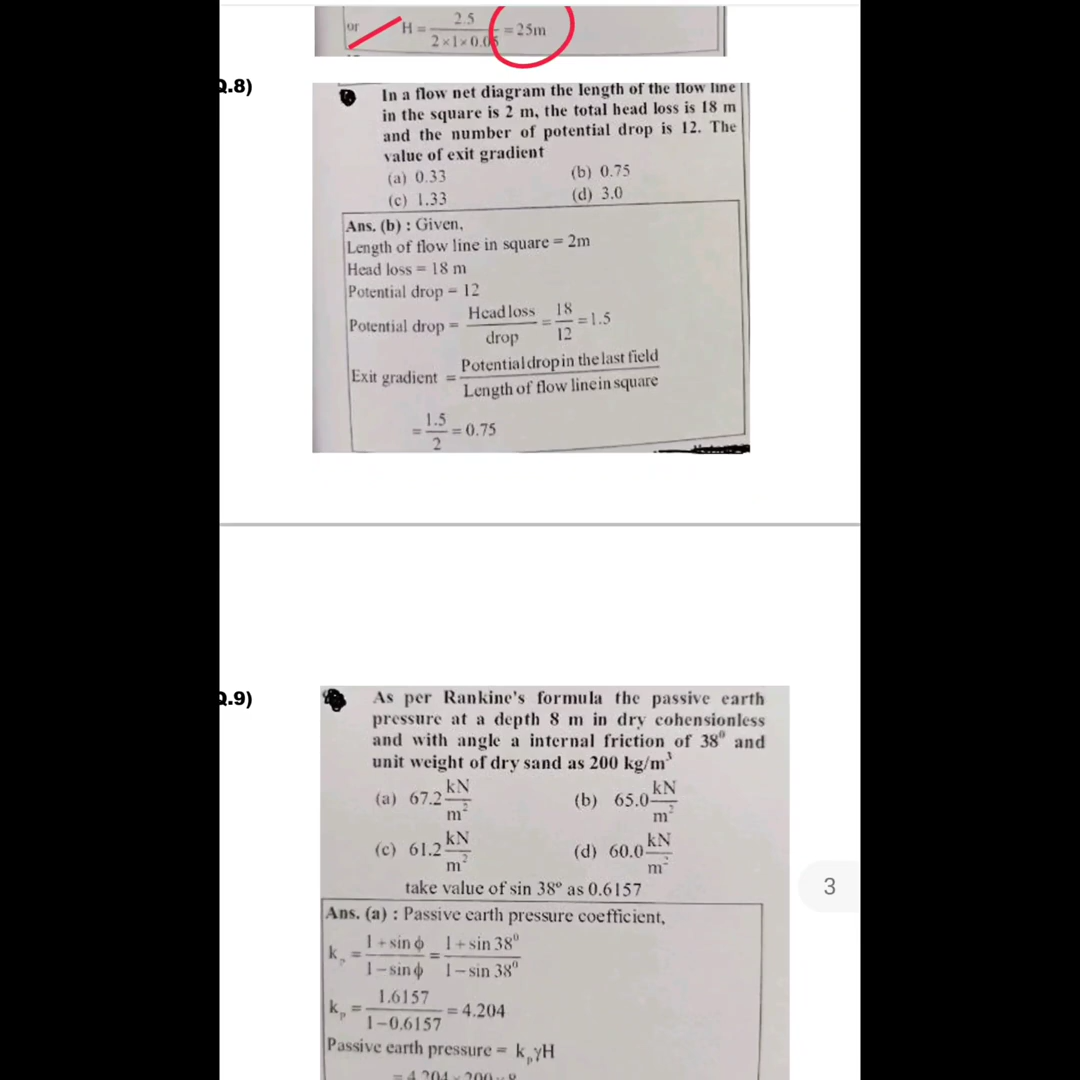 or H = 2.5 / 2×1×0.05 = 25m
Q.8)
In a flow net diagram the length of the flow line
in the square is 2 m, the total head loss is 18 m
and the number of potential drop is 12. The
value of exit gradient
(a) 0.33 (b) 0.75
(c) 1.33 (d) 3.0
Ans. (b) : Given,
Length of flow line in square = 2m
Head loss = 18 m
Potential drop = 12
Potential drop = Head loss / drop = 18 / 12 = 1.5
Exit gradient = Potential drop in the last field / Length of flow line in square
= 1.5 / 2 = 0.75
Q.9)
As per Rankine's formula the passive earth
pressure at a depth 8 m in dry cohensionless
and with angle a internal friction of 38⁰ and
unit weight of dry sand as 200 kg/m³
(a) 67.2 kN/m² (b) 65.0 kN/m²
(c) 61.2 kN/m² (d) 60.0 kN/m²
take value of sin 38º as 0.6157
3
Ans. (a) : Passive earth pressure coefficient,
kₚ = 1 + sin ϕ / 1 − sin ϕ = 1 + sin 38⁰ / 1 − sin 38⁰
kₚ = 1.6157 / 1−0.6157 = 4.204
Passive earth pressure = kₚγH
= 4.204 × 200 × 8